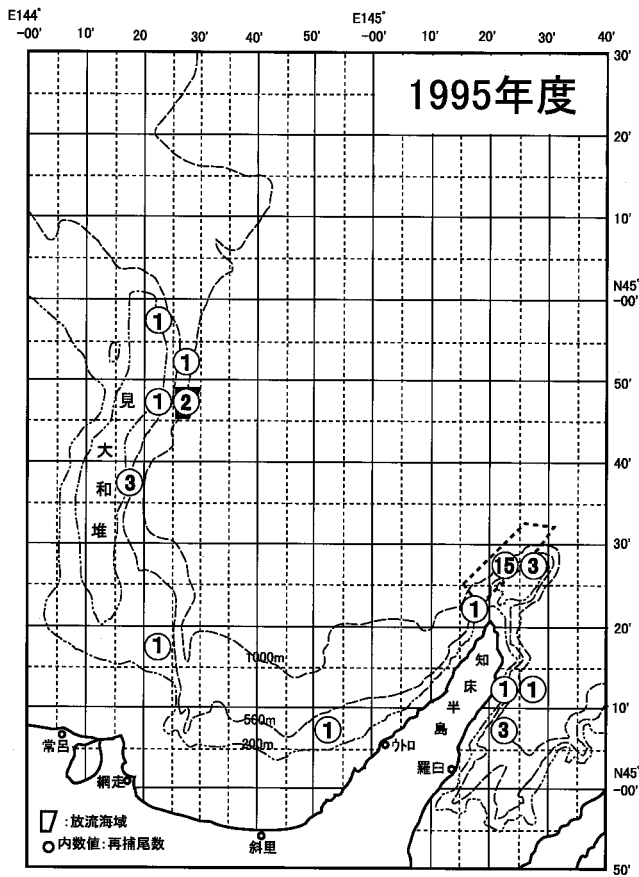 E144° E145°
-00' 10' 20' 30' 40' 50' -00' 10' 20' 30' 40'
1995年度
30'
20'
10'
N45°
-00'
50'
40'
30'
20'
10'
N45°
-00'
50'
1
1
1 2
見
大
和
堆
3
15 3
1
1
1000m
知
床
半
島
1 1
500m
200m
1
3
ウトロ
羅臼
常呂
網走
斜里
:放流海域
内数値:再捕尾数